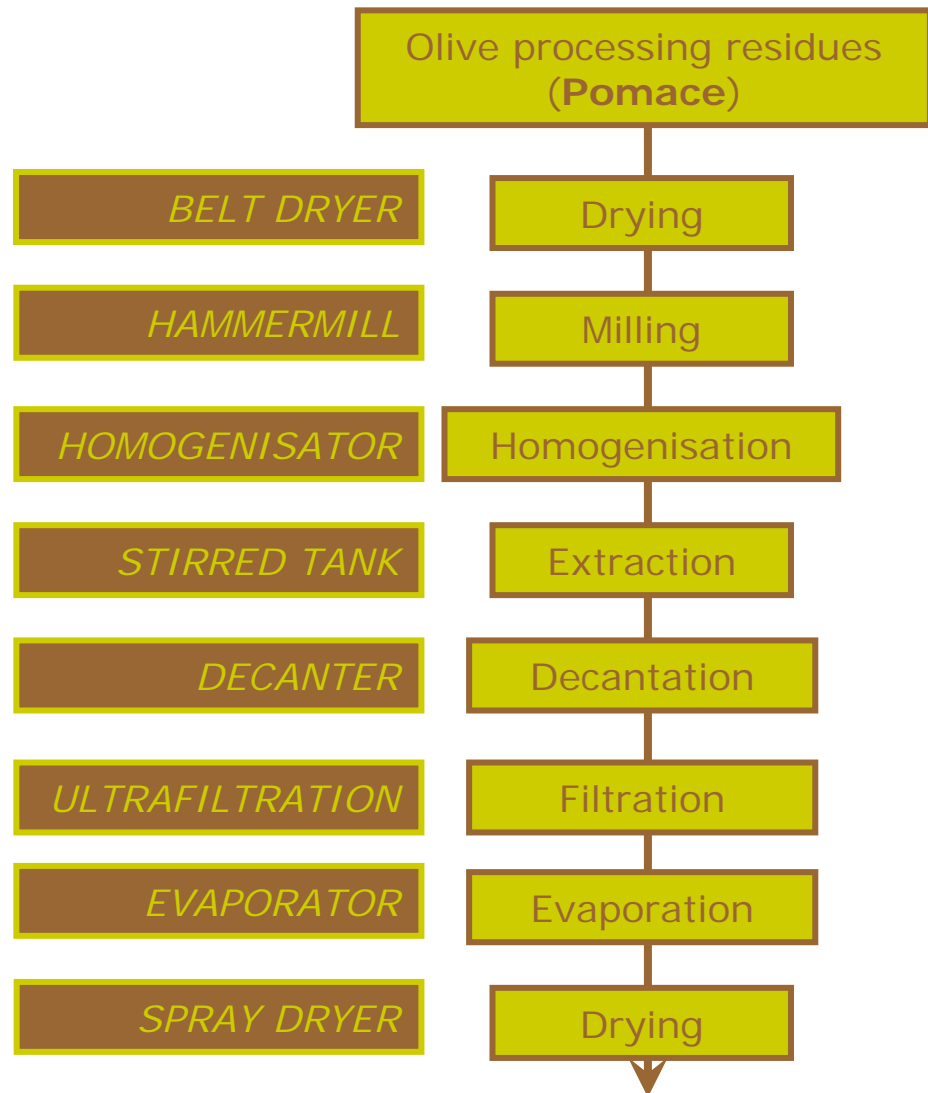 Olive processing residues
(Pomace)
BELT DRYER
Drying
HAMMERMILL
Milling
HOMOGENISATOR
Homogenisation
STIRRED TANK
Extraction
DECANTER
Decantation
ULTRAFILTRATION
Filtration
EVAPORATOR
Evaporation
SPRAY DRYER
Drying